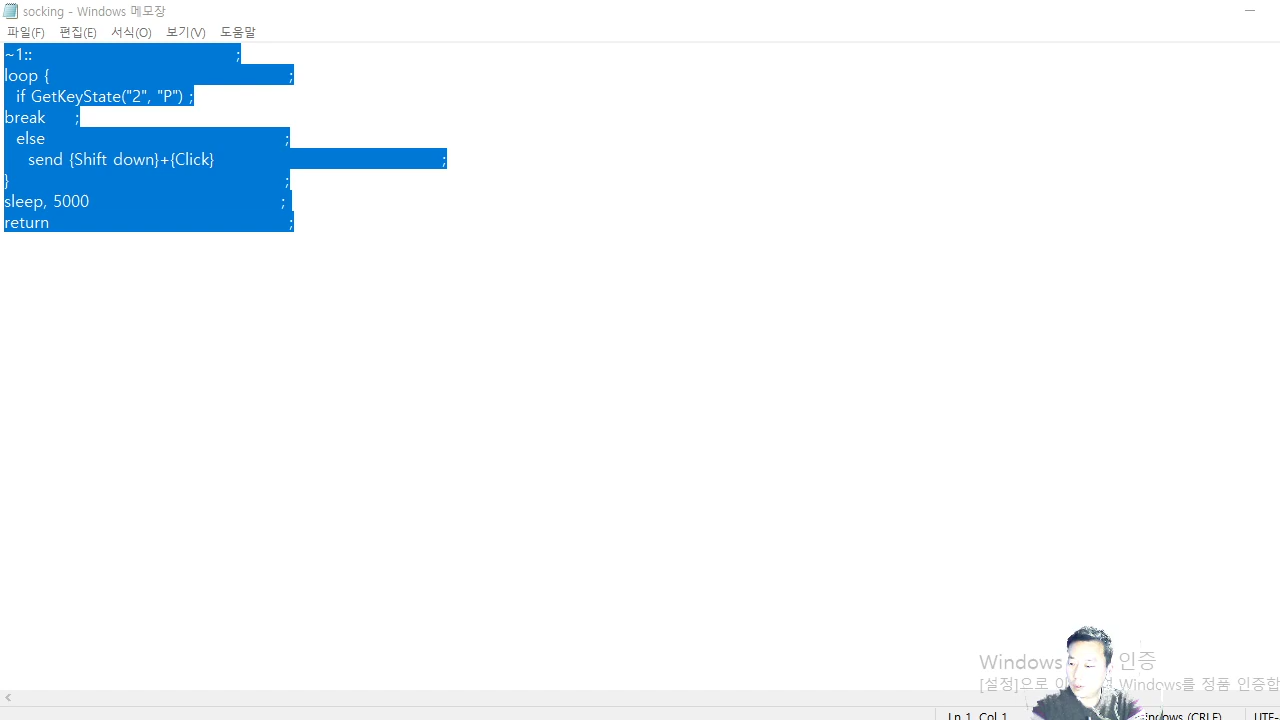 socking - Windows 메모장
파일(F) 편집(E) 서식(O) 보기(V) 도움말
~1:: ;
loop { ;
if GetKeyState("2", "P") ;
break ;
else ;
send {Shift down}+{Click} ;
} ;
sleep, 5000 ;
return ;
Windows 인증
[설정]으로 Windows를 정품 인증합
Ln 1, Col 1 (CRLF) UTF-